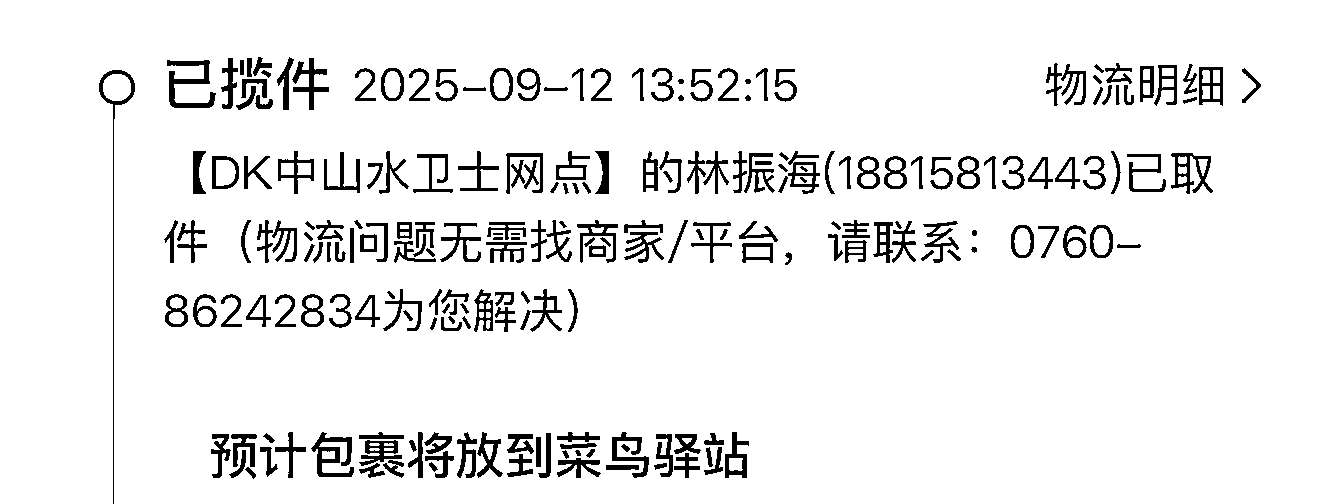 已揽件 2025-09-12 13:52:15 物流明细 >
【DK中山水卫士网点】的林振海(18815813443)已取
件（物流问题无需找商家/平台，请联系：0760-
86242834为您解决）
预计包裹将放到菜鸟驿站